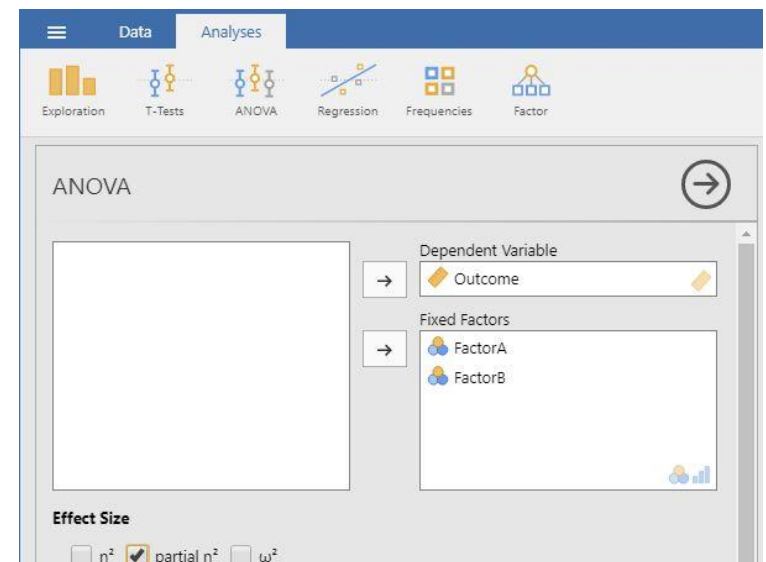 Data Analyses
Exploration T-Tests ANOVA Regression Frequencies Factor
ANOVA
Dependent Variable
Outcome
Fixed Factors
FactorA
FactorB
Effect Size
η² partial η² ω²